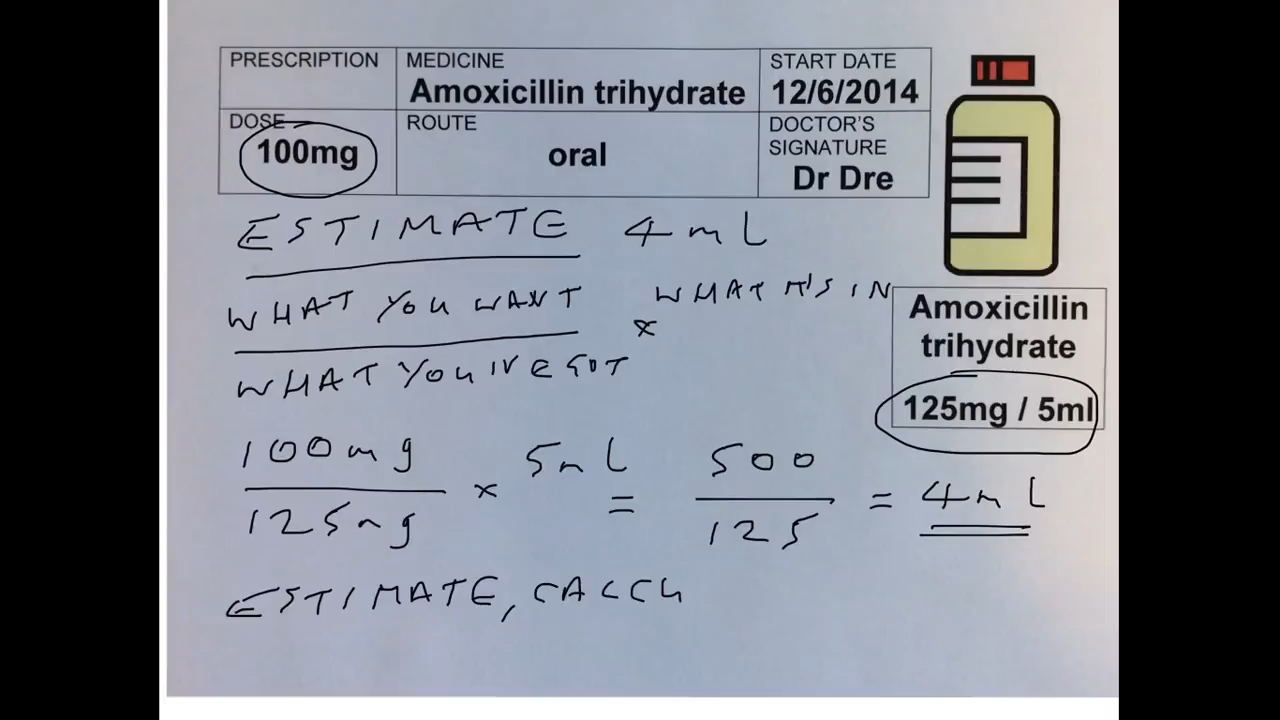 PRESCRIPTION
MEDICINE
Amoxicillin trihydrate
START DATE
12/6/2014
DOSE
100mg
ROUTE
oral
DOCTOR'S
SIGNATURE
Dr Dre
ESTIMATE 4mL
WHAT YOU WANT × WHAT IT'S IN
WHAT YOU'VE GOT
Amoxicillin
trihydrate
125mg / 5ml
100mg × 5mL = 500 = 4mL
125mg 125
ESTIMATE, CALCU